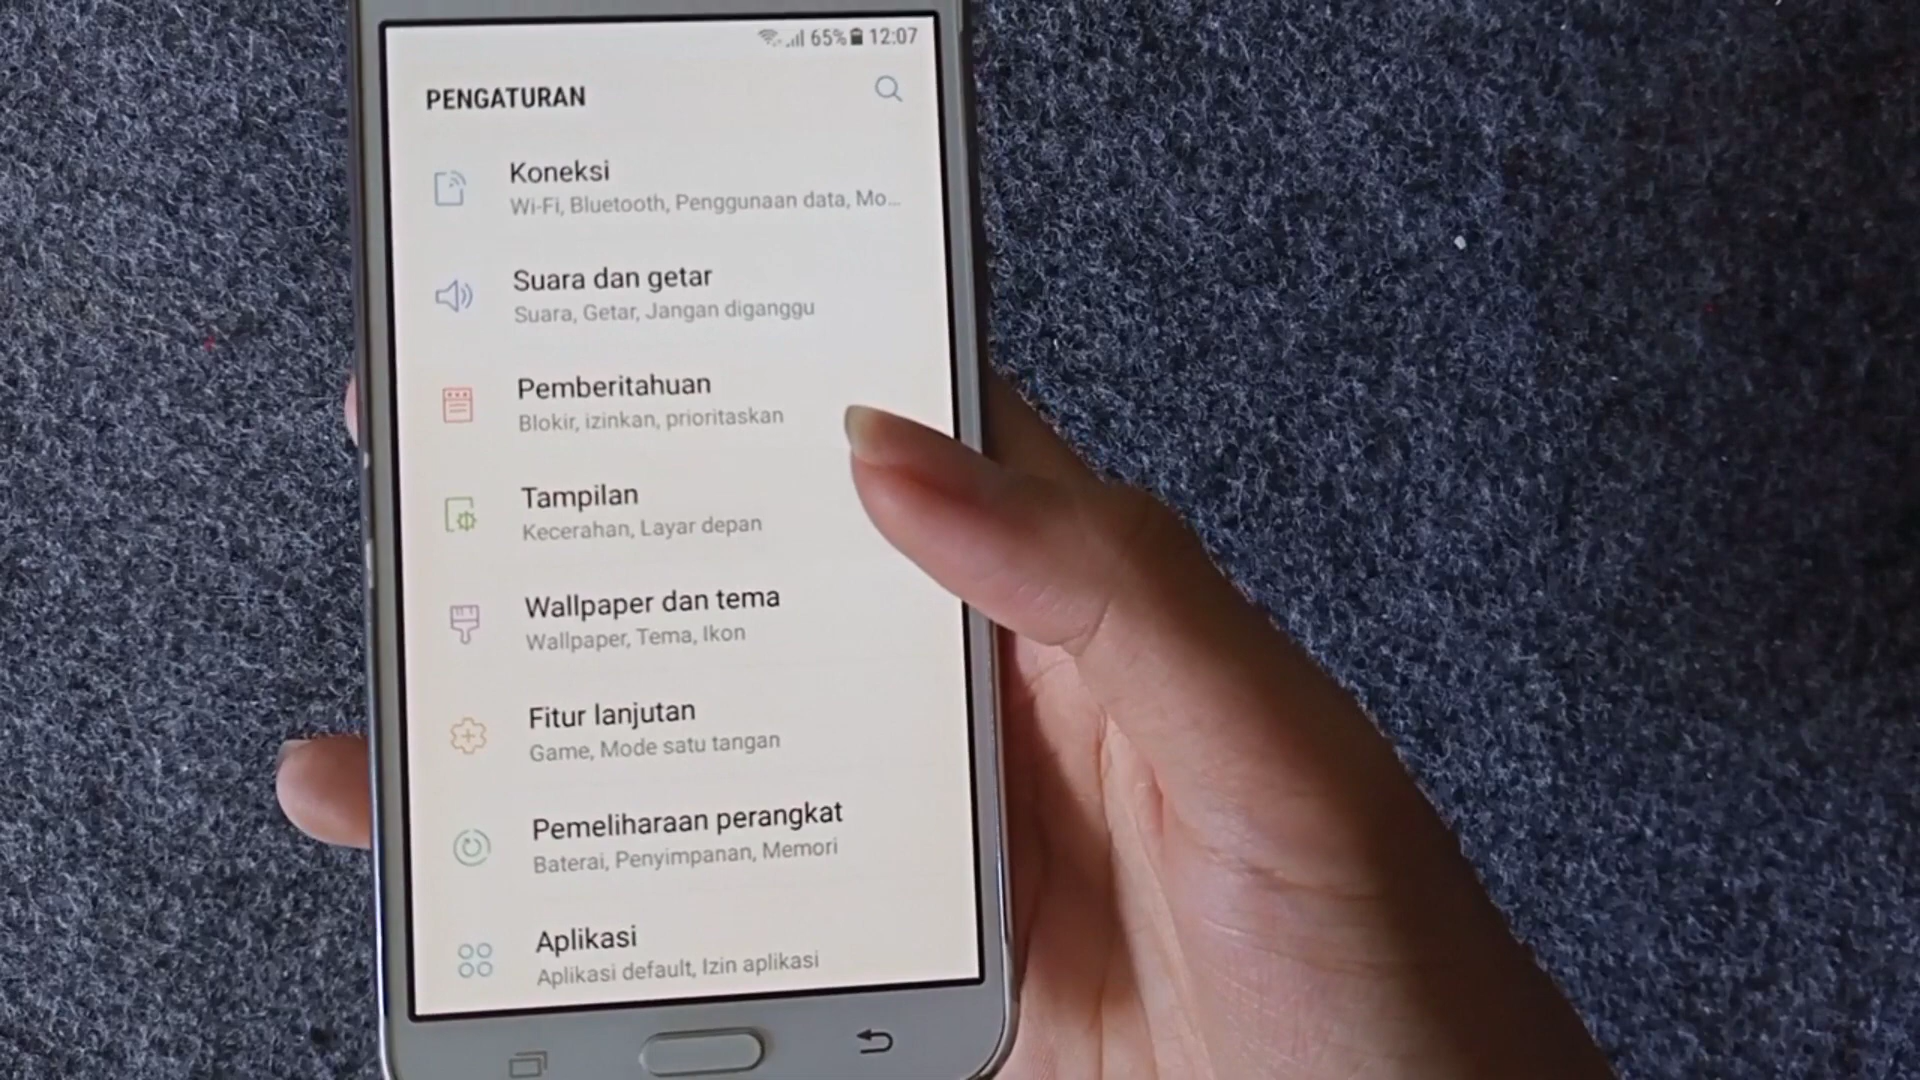 65% 12:07
PENGATURAN
Koneksi
Wi-Fi, Bluetooth, Penggunaan data, Mo...
Suara dan getar
Suara, Getar, Jangan diganggu
Pemberitahuan
Blokir, izinkan, prioritaskan
Tampilan
Kecerahan, Layar depan
Wallpaper dan tema
Wallpaper, Tema, Ikon
Fitur lanjutan
Game, Mode satu tangan
Pemeliharaan perangkat
Baterai, Penyimpanan, Memori
Aplikasi
Aplikasi default, Izin aplikasi